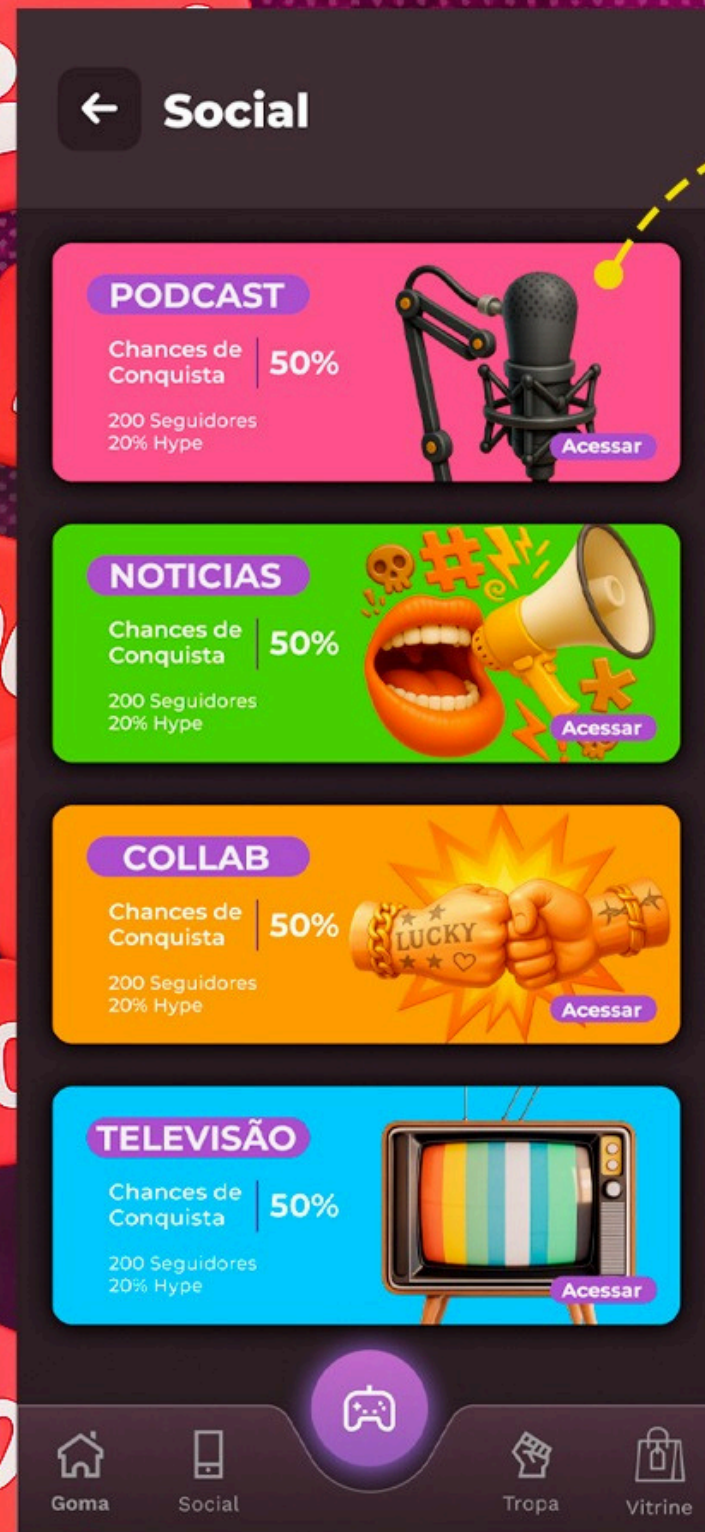 Social
PODCAST
Chances de
Conquista
50%
200 Seguidores
20% Hype
Acessar
NOTICIAS
Chances de
Conquista
50%
200 Seguidores
20% Hype
Acessar
COLLAB
Chances de
Conquista
50%
200 Seguidores
20% Hype
LUCKY
Acessar
TELEVISÃO
Chances de
Conquista
50%
200 Seguidores
20% Hype
Acessar
Goma
Social
Tropa
Vitrine